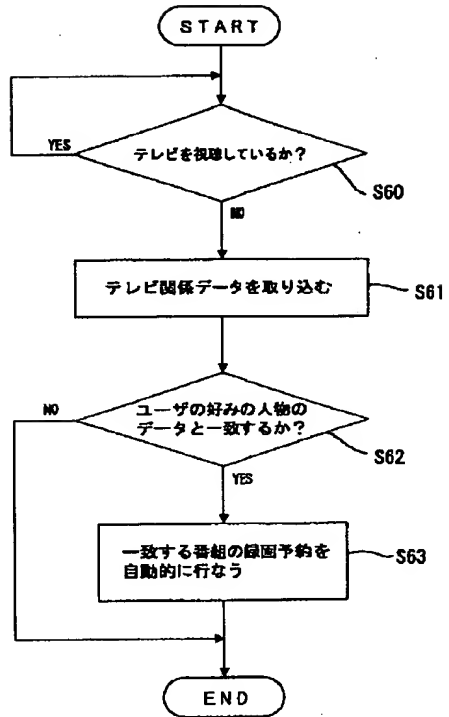 START
YES
テレビを視聴しているか？
S60
NO
テレビ関係データを取り込む
S61
NO
ユーザの好みの人物の
データと一致するか？
S62
YES
一致する番組の録画予約を
自動的に行なう
S63
END